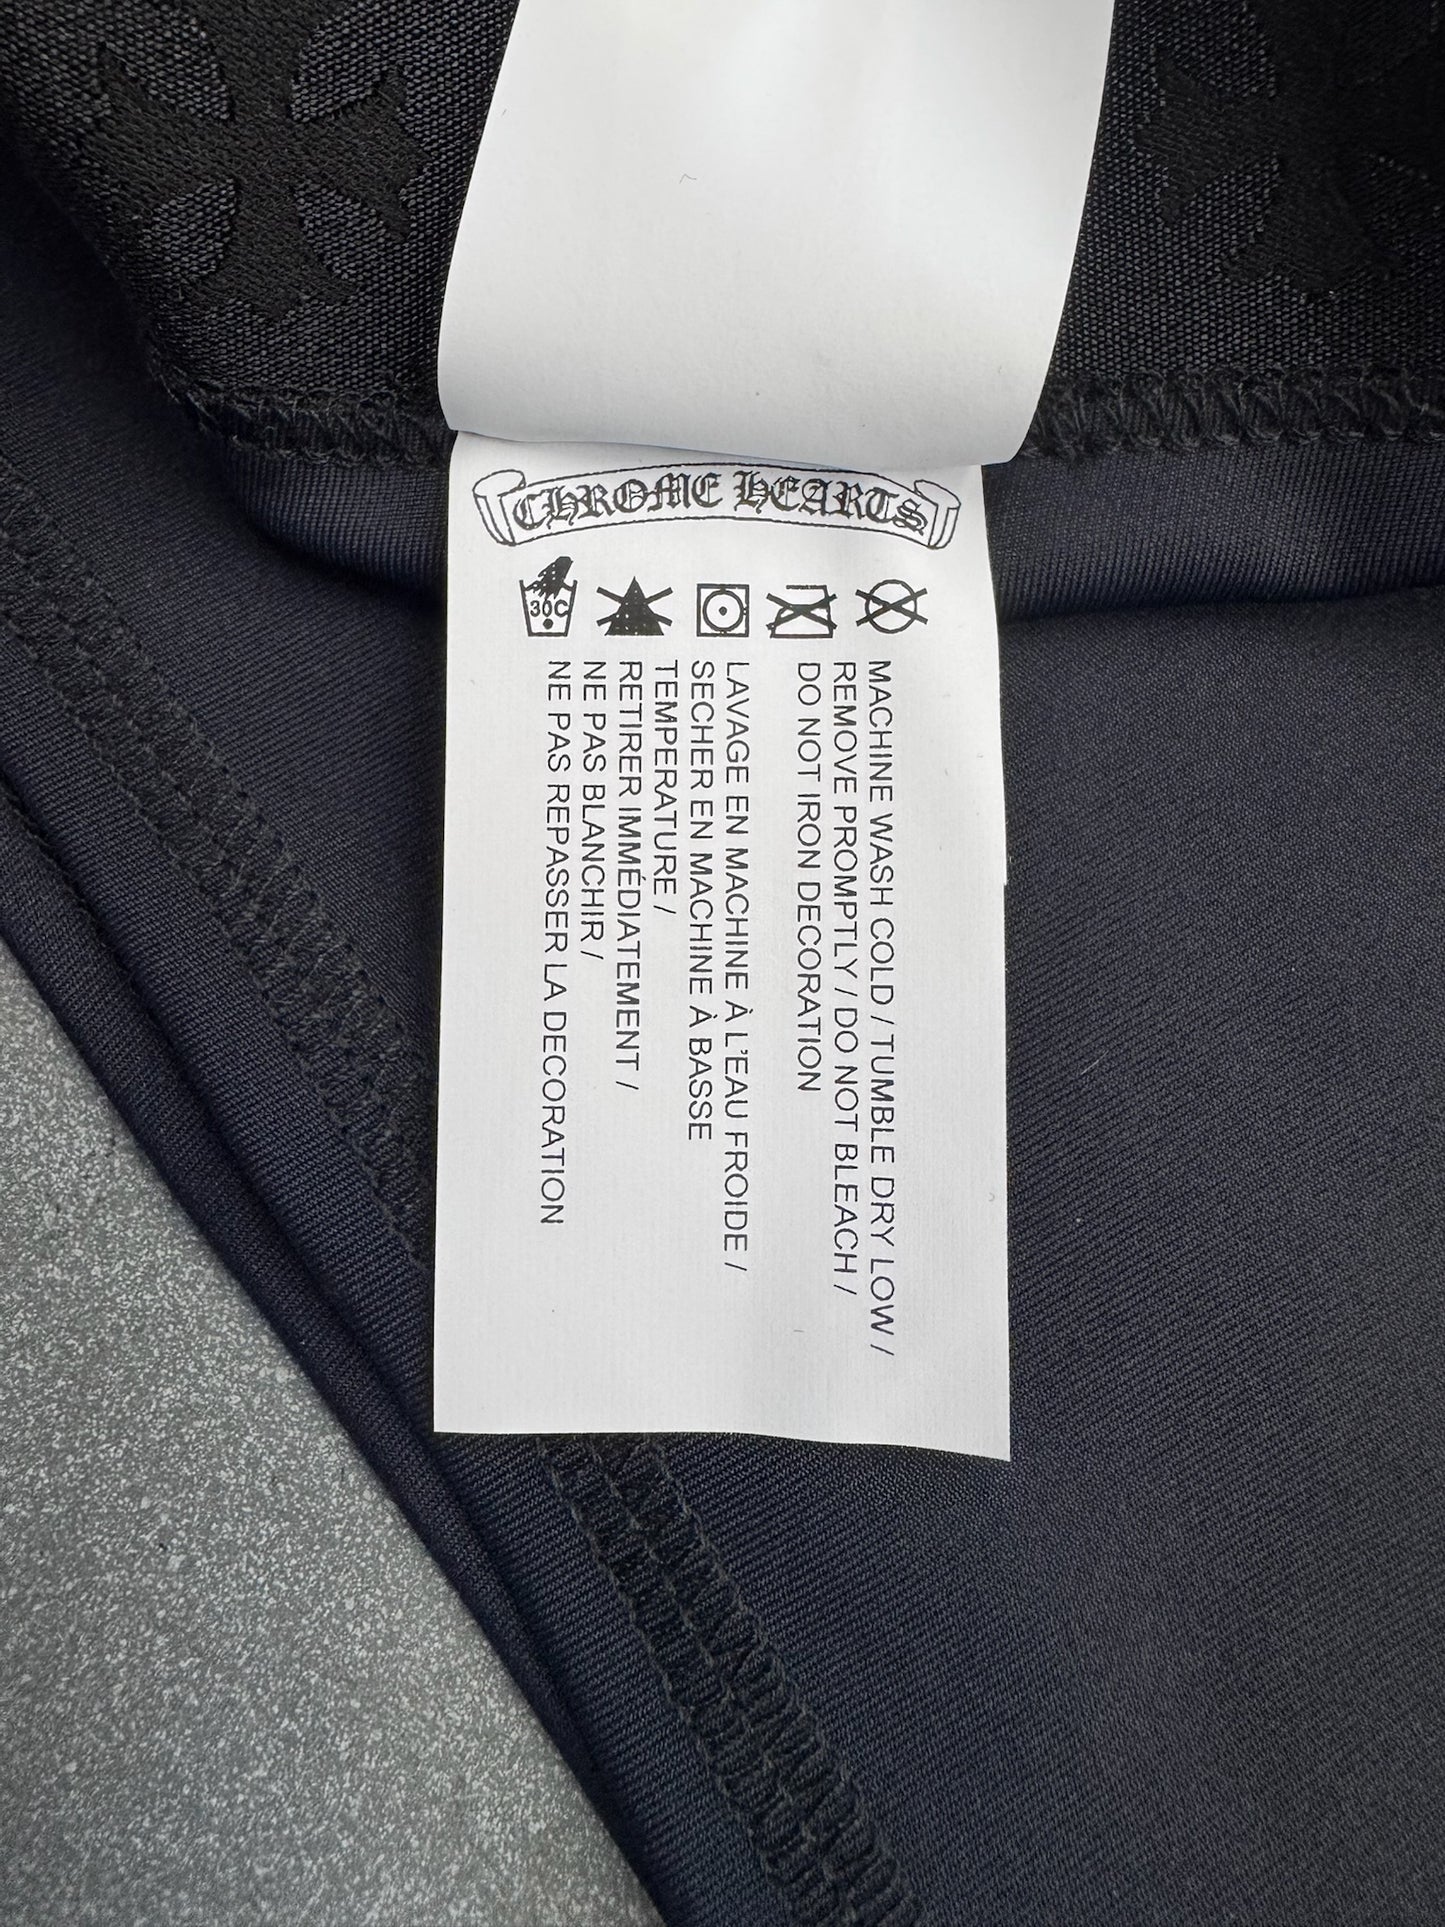 CHROME HEARTS
30C
MACHINE WASH COLD / TUMBLE DRY LOW /
REMOVE PROMPTLY / DO NOT BLEACH /
DO NOT IRON DECORATION
LAVAGE EN MACHINE À L'EAU FROIDE /
SECHER EN MACHINE À BASSE
TEMPERATURE /
RETIRER IMMÉDIATEMENT /
NE PAS BLANCHIR /
NE PAS REPASSER LA DECORATION